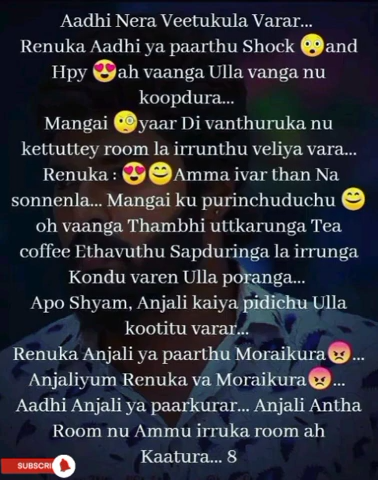 Aadhi Nera Veetukula Varar...
Renuka Aadhi ya paarthu Shock 😳and
Hpy 😍ah vaanga Ulla vanga nu
koopdura...
Mangai 🧐yaar Di vanthuruka nu
kettuttey room la irrunthu veliya vara...
Renuka : 😍😊Amma ivar than Na
sonnenla... Mangai ku purinchuduchu 😊
oh vaanga Thambhi uttkarunga Tea
coffee Ethavuthu Sapduringa la irrunga
Kondu varen Ulla poranga...
Apo Shyam, Anjali kaiya pidichu Ulla
kootitu varar...
Renuka Anjali ya paarthu Moraikura😡...
Anjaliyum Renuka va Moraikura😡...
Aadhi Anjali ya paarkurar... Anjali Antha
Room nu Ammu irruka room ah
Kaatura... 8
SUBSCRI